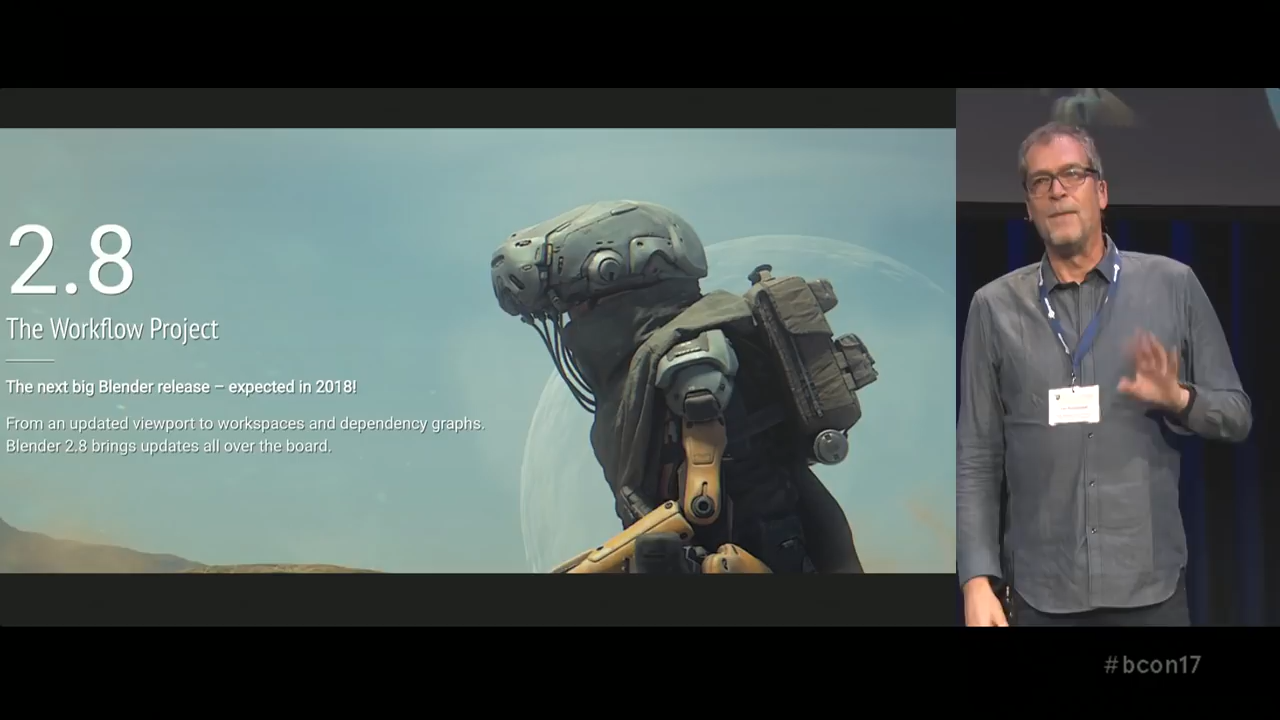 2.8
The Workflow Project
The next big Blender release – expected in 2018!
From an updated viewport to workspaces and dependency graphs.
Blender 2.8 brings updates all over the board.
#bcon17